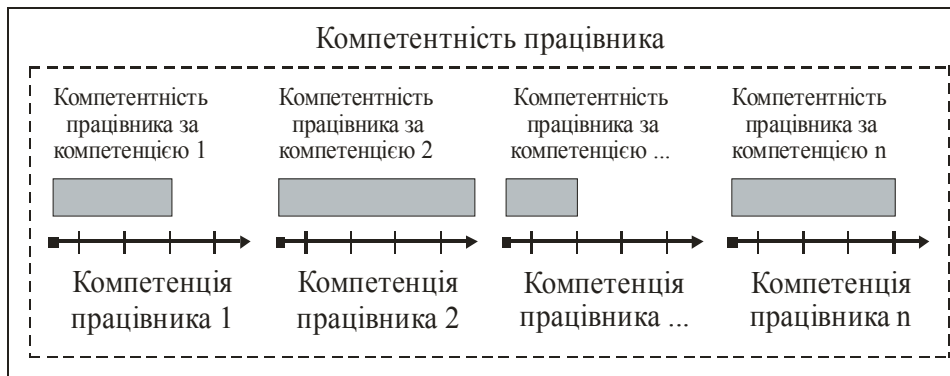 Компетентність працівника
Компетентність
працівника за
компетенцією 1
Компетентність
працівника за
компетенцією 2
Компетентність
працівника за
компетенцією ...
Компетентність
працівника за
компетенцією n
Компетенція
працівника 1
Компетенція
працівника 2
Компетенція
працівника ...
Компетенція
працівника n